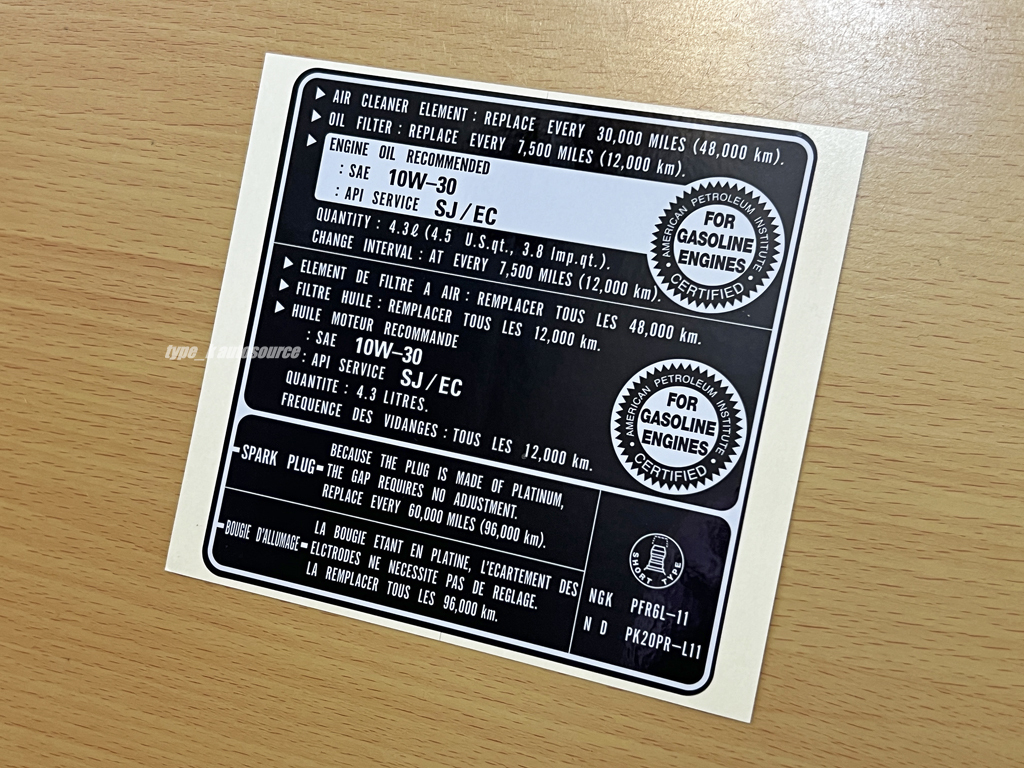 ▶ AIR CLEANER ELEMENT : REPLACE EVERY 30,000 MILES (48,000 km).
▶ OIL FILTER : REPLACE EVERY 7,500 MILES (12,000 km).
▶ ENGINE OIL RECOMMENDED
: SAE 10W-30
: API SERVICE SJ/EC
QUANTITY : 4.3ℓ (4.5 U.S.qt., 3.8 Imp.qt.).
CHANGE INTERVAL : AT EVERY 7,500 MILES (12,000 km).
AMERICAN PETROLEUM INSTITUTE
FOR
GASOLINE
ENGINES
• CERTIFIED •
▶ ELEMENT DE FILTRE A AIR : REMPLACER TOUS LES 48,000 km.
▶ FILTRE HUILE : REMPLACER TOUS LES 12,000 km.
▶ HUILE MOTEUR RECOMMANDE
: SAE 10W-30
: API SERVICE SJ/EC
QUANTITE : 4.3 LITRES.
FREQUENCE DES VIDANGES : TOUS LES 12,000 km.
AMERICAN PETROLEUM INSTITUTE
FOR
GASOLINE
ENGINES
• CERTIFIED •
SPARK PLUG
BECAUSE THE PLUG IS MADE OF PLATINUM,
THE GAP REQUIRES NO ADJUSTMENT.
REPLACE EVERY 60,000 MILES (96,000 km).
BOUGIE D'ALLUMAGE
LA BOUGIE ETANT EN PLATINE, L'ECARTEMENT DES
ELCTRODES NE NECESSITE PAS DE REGLAGE.
LA REMPLACER TOUS LES 96,000 km.
SHORT TYPE
NGK PFR6L-11
N D PK20PR-L11
type_k autosource